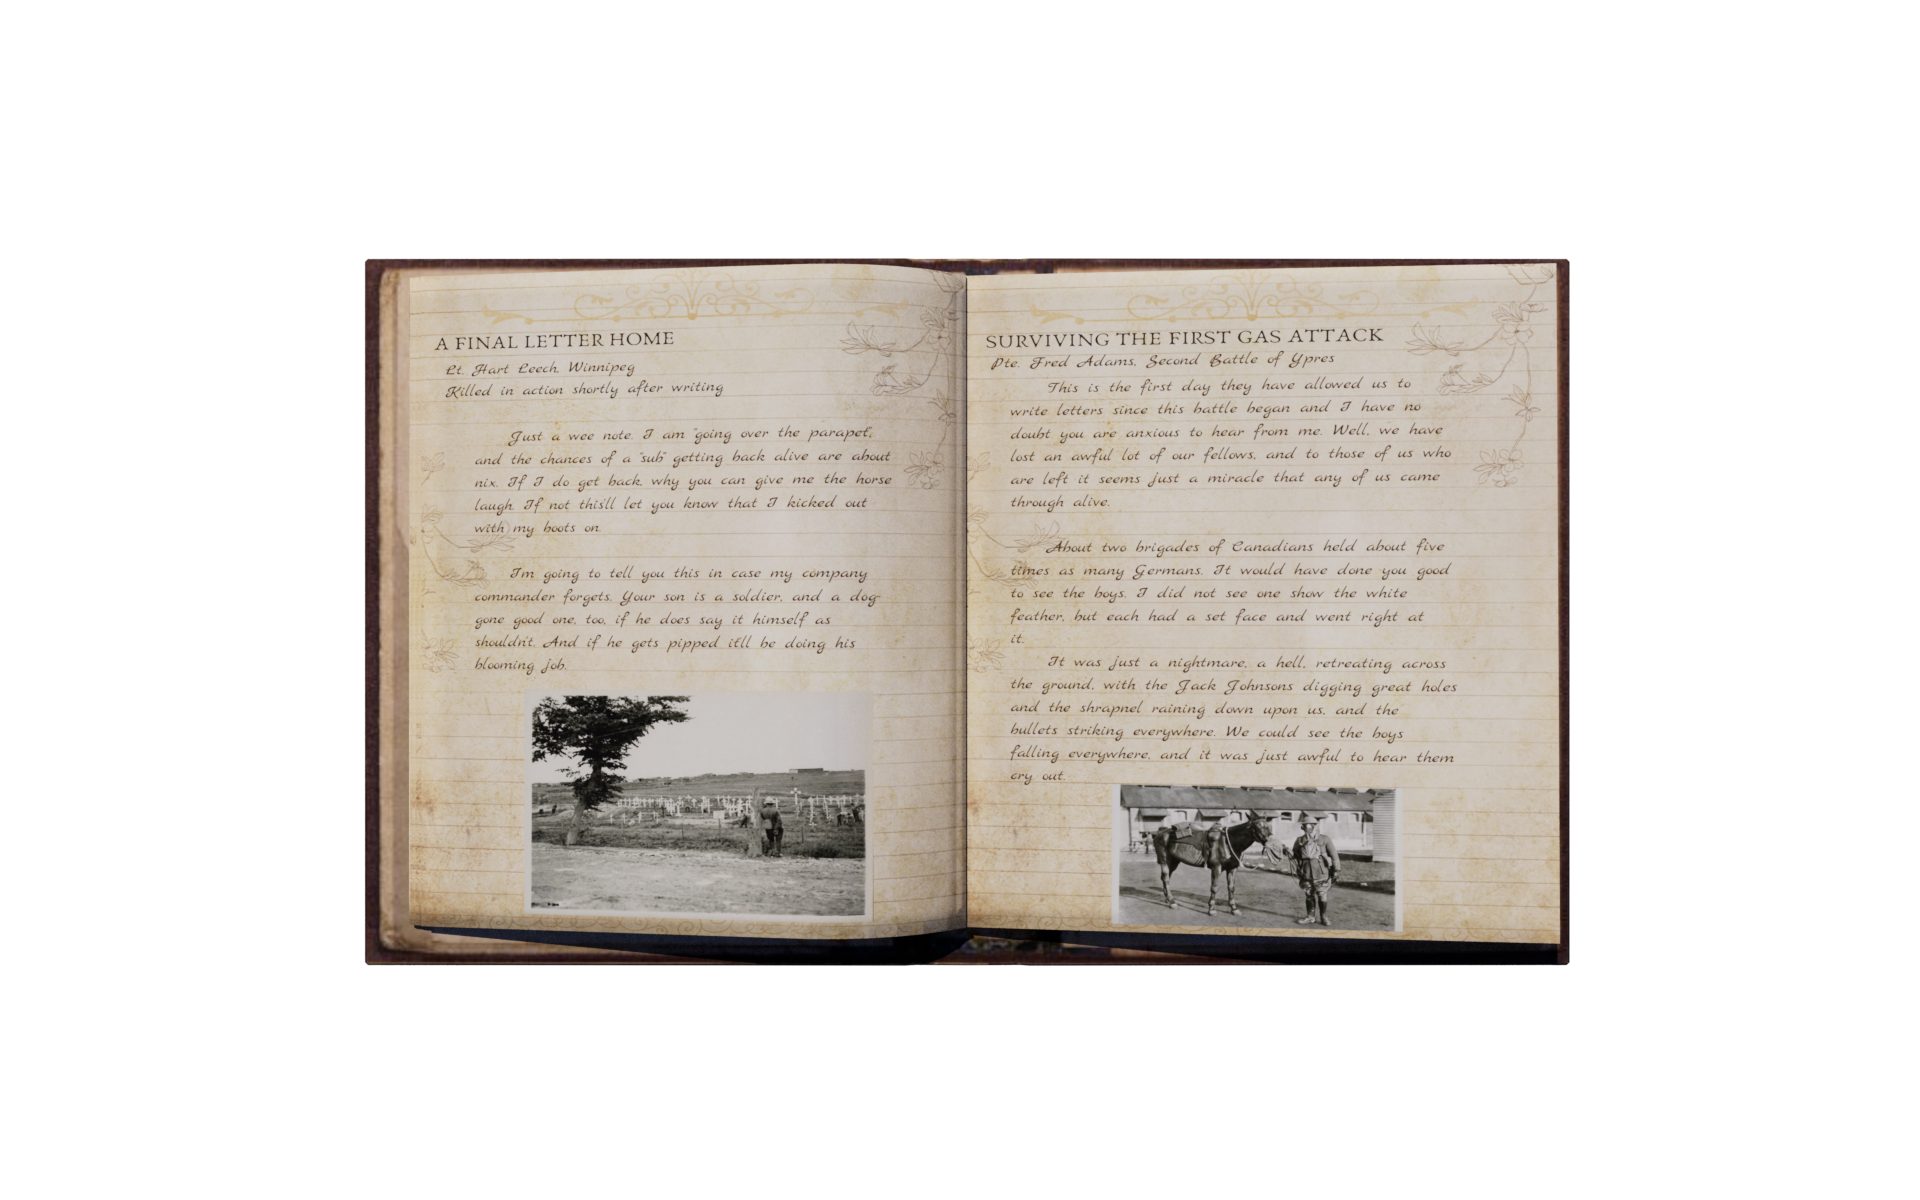 A FINAL LETTER HOME
Lt. Hart Leech, Winnipeg
Killed in action shortly after writing
Just a wee note. I am "going over the parapet",
and the chances of a "sub" getting back alive are about
nix. If I do get back, why you can give me the horse
laugh. If not this'll let you know that I kicked out
with my boots on.
I'm going to tell you this in case my company
commander forgets. Your son is a soldier, and a dog-
gone good one, too, if he does say it himself as
shouldn't. And if he gets pipped it'll be doing his
blooming job.
SURVIVING THE FIRST GAS ATTACK
Pte. Fred Adams, Second Battle of Ypres
This is the first day they have allowed us to
write letters since this battle began and I have no
doubt you are anxious to hear from me. Well, we have
lost an awful lot of our fellows, and to those of us who
are left it seems just a miracle that any of us came
through alive.
About two brigades of Canadians held about five
times as many Germans. It would have done you good
to see the boys. I did not see one show the white
feather, but each had a set face and went right at
it.
It was just a nightmare, a hell, retreating across
the ground, with the Jack Johnsons digging great holes
and the shrapnel raining down upon us, and the
bullets striking everywhere. We could see the boys
falling everywhere, and it was just awful to hear them
cry out.